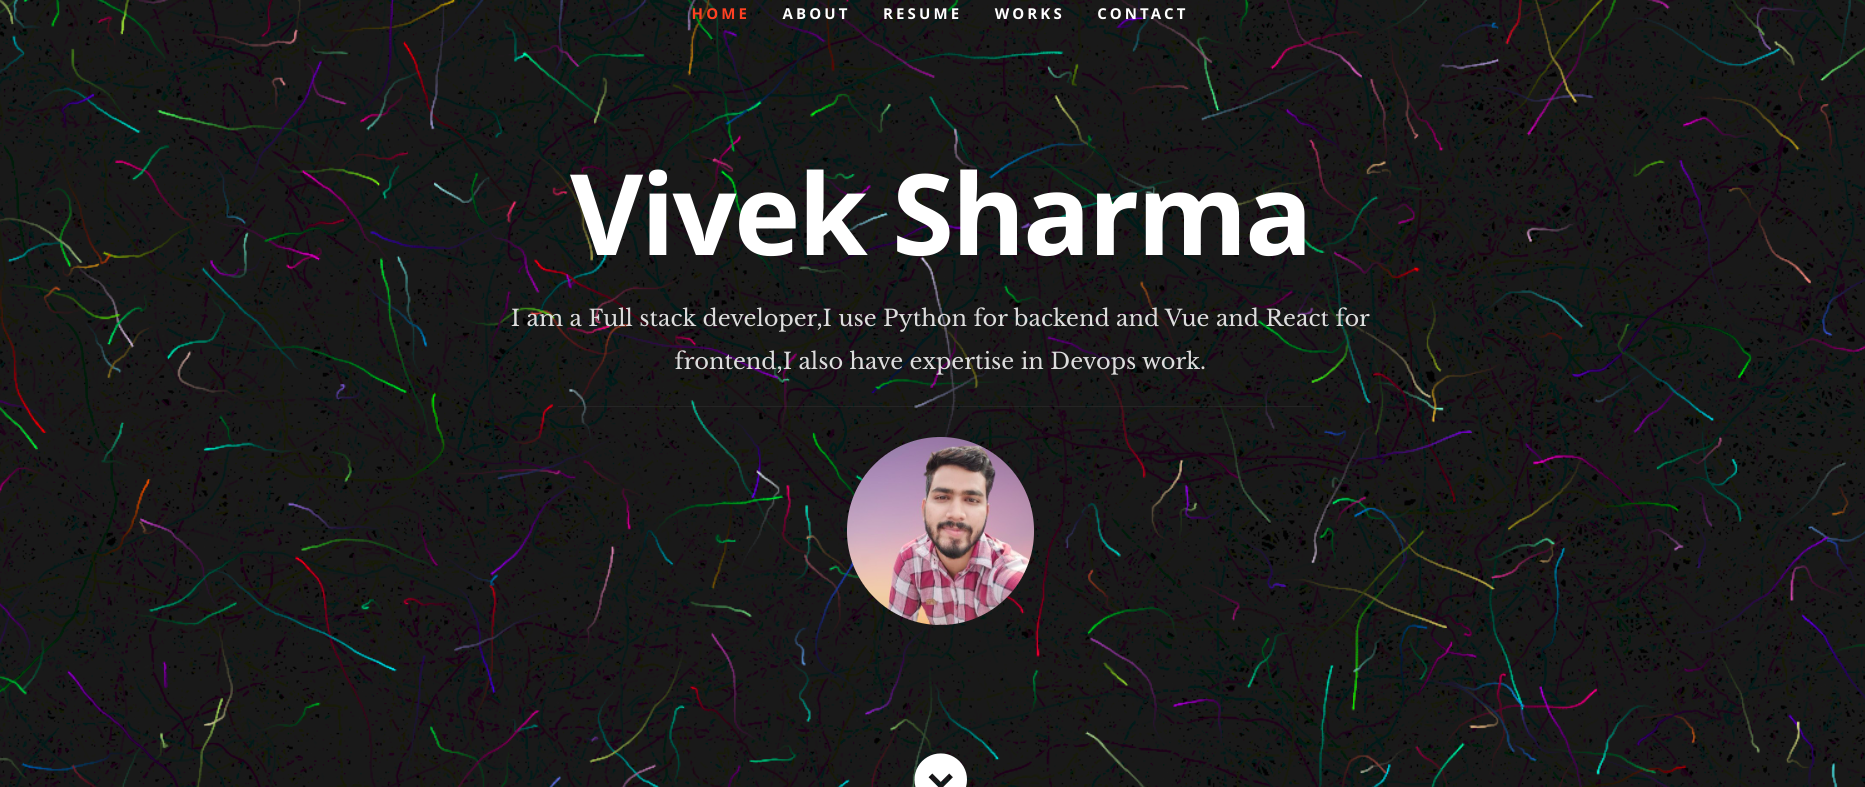 HOME ABOUT RESUME WORKS CONTACT
Vivek Sharma
I am a Full stack developer,I use Python for backend and Vue and React for
frontend,I also have expertise in Devops work.